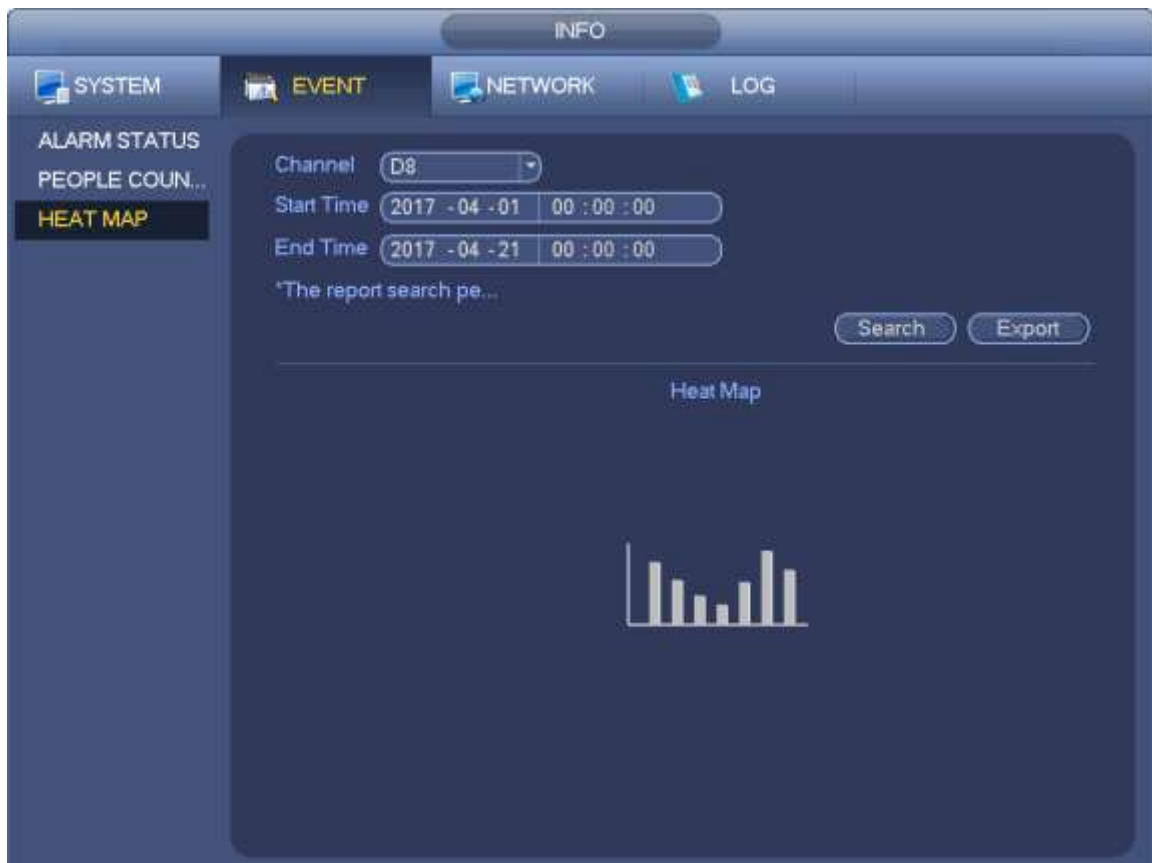 INFO
SYSTEM EVENT NETWORK LOG
ALARM STATUS
PEOPLE COUN...
HEAT MAP
Channel D8
Start Time 2017 -04 -01 00 :00 :00
End Time 2017 -04 -21 00 :00 :00
*The report search pe...
Search Export
Heat Map